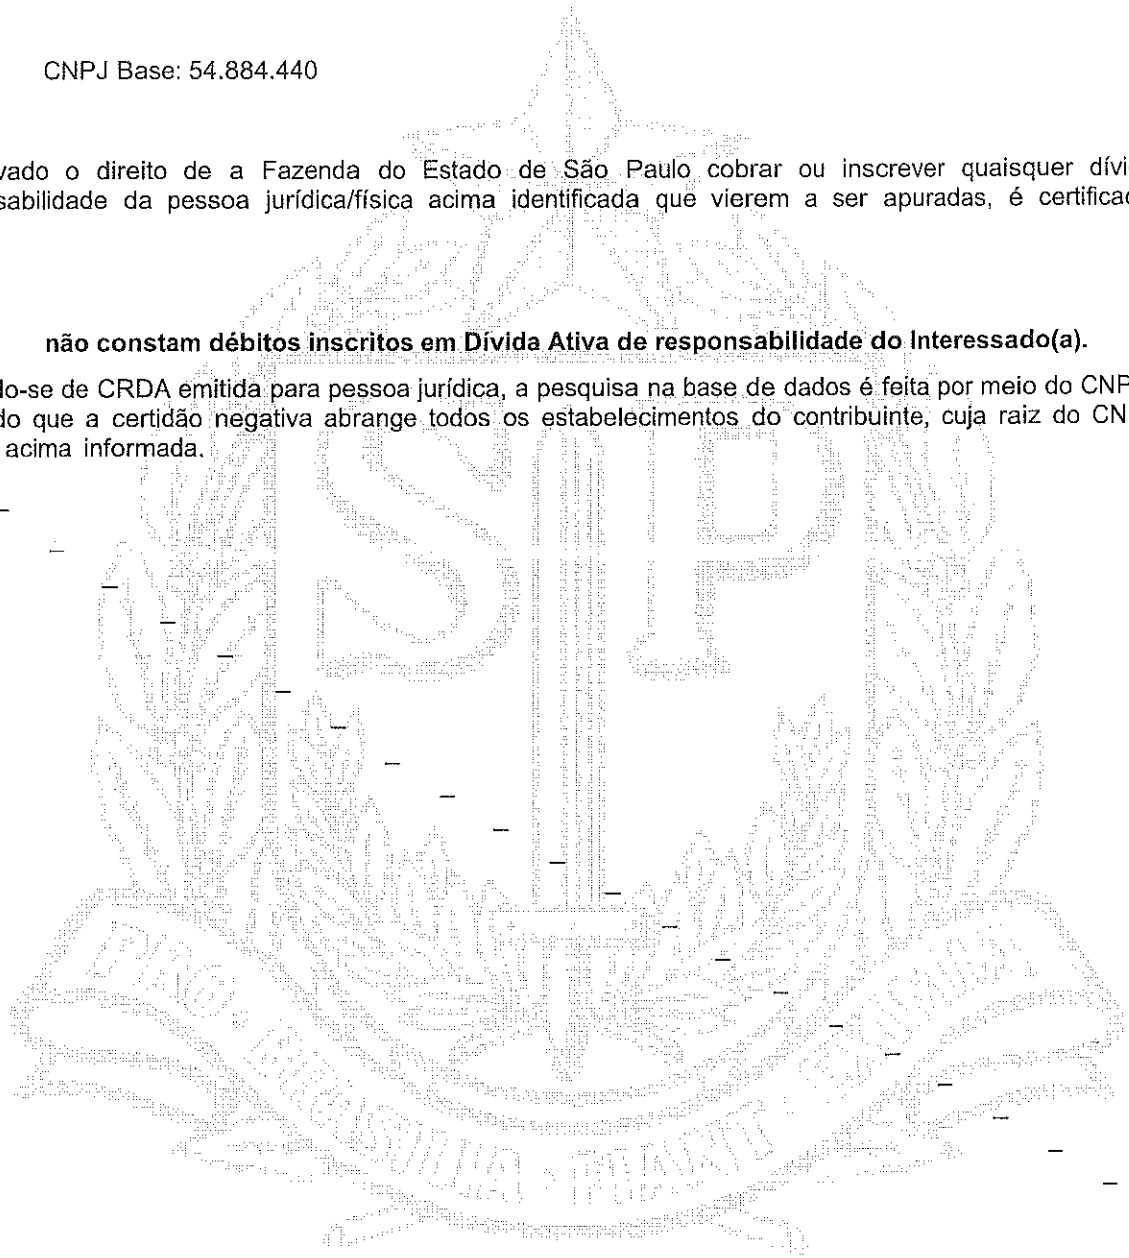 CNPJ Base: 54.884.440
vado o direito de a Fazenda do Estado de São Paulo cobrar ou inscrever quaisquer dívi
sabilidade da pessoa jurídica/física acima identificada que vierem a ser apuradas, é certificad
não constam débitos inscritos em Dívida Ativa de responsabilidade do Interessado(a).
do-se de CRDA emitida para pessoa jurídica, a pesquisa na base de dados é feita por meio do CNP
do que a certidão negativa abrange todos os estabelecimentos do contribuinte, cuja raiz do CN
acima informada.
SP